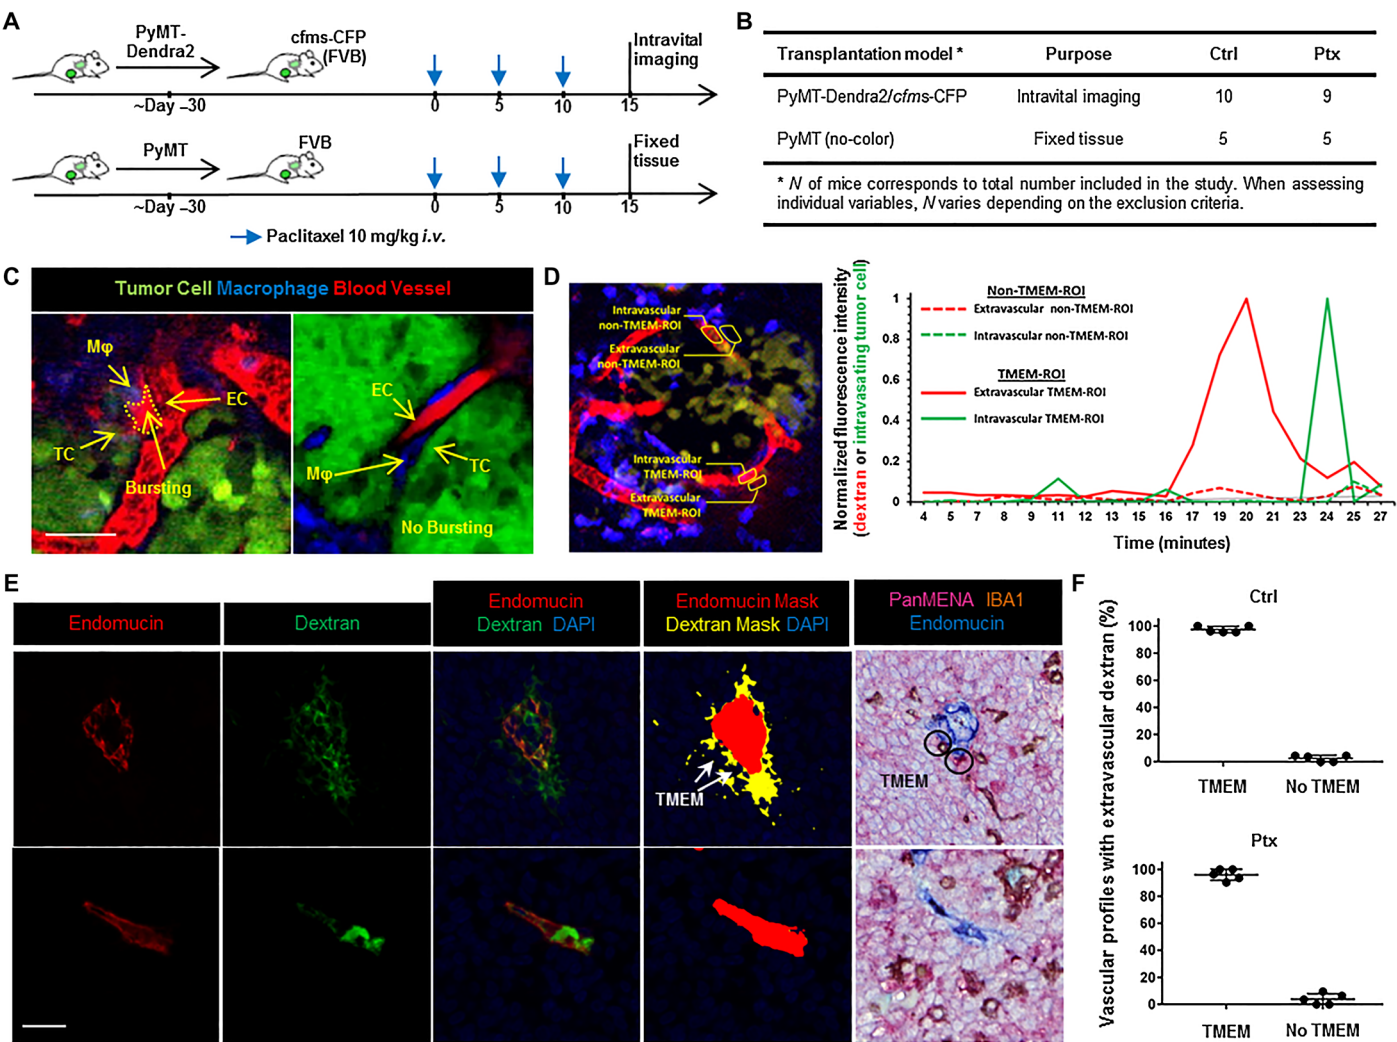 A
PyMT-
Dendra2
cfms-CFP
(FVB)
Intravital
imaging
~Day –30
0
5
10
15
PyMT
FVB
Fixed
tissue
~Day –30
0
5
10
15
Paclitaxel 10 mg/kg i.v.
B
Transplantation model * Purpose Ctrl Ptx
PyMT-Dendra2/cfms-CFP Intravital imaging 10 9
PyMT (no-color) Fixed tissue 5 5
* N of mice corresponds to total number included in the study. When assessing
individual variables, N varies depending on the exclusion criteria.
C
Tumor Cell Macrophage Blood Vessel
Mφ
EC
TC
Bursting
EC
Mφ
TC
No Bursting
D
Intravascular
non-TMEM-ROI
Extravascular
non-TMEM-ROI
Intravascular
TMEM-ROI
Extravascular
TMEM-ROI
Normalized fluorescence intensity
(dextran or intravasating tumor cell)
1
0.8
0.6
0.4
0.2
0
Non-TMEM-ROI
Extravascular non-TMEM-ROI
Intravascular non-TMEM-ROI
TMEM-ROI
Extravascular TMEM-ROI
Intravascular TMEM-ROI
4 5 7 8 9 11 12 13 15 16 17 19 20 21 23 24 25 27
Time (minutes)
E
Endomucin
Dextran
Endomucin
Dextran DAPI
Endomucin Mask
Dextran Mask DAPI
PanMENA IBA1
Endomucin
TMEM
TMEM
F
Vascular profiles with extravascular dextran (%)
Ctrl
100
80
60
40
20
0
TMEM No TMEM
Ptx
100
80
60
40
20
0
TMEM No TMEM